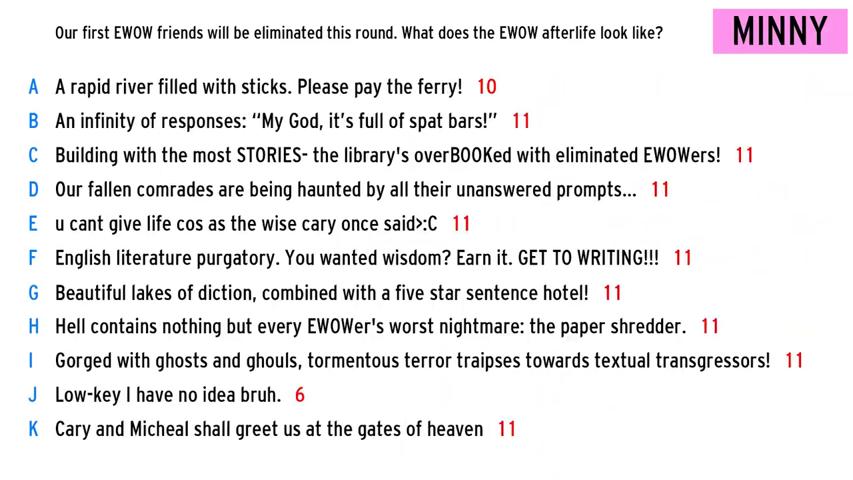 Our first EWOW friends will be eliminated this round. What does the EWOW afterlife look like?
MINNY
A A rapid river filled with sticks. Please pay the ferry! 10
B An infinity of responses: “My God, it’s full of spat bars!” 11
C Building with the most STORIES- the library's overBOOKed with eliminated EWOWers! 11
D Our fallen comrades are being haunted by all their unanswered prompts... 11
E u cant give life cos as the wise cary once said>:C 11
F English literature purgatory. You wanted wisdom? Earn it. GET TO WRITING!!! 11
G Beautiful lakes of diction, combined with a five star sentence hotel! 11
H Hell contains nothing but every EWOWer's worst nightmare: the paper shredder. 11
I Gorged with ghosts and ghouls, tormentous terror traipses towards textual transgressors! 11
J Low-key I have no idea bruh. 6
K Cary and Micheal shall greet us at the gates of heaven 11